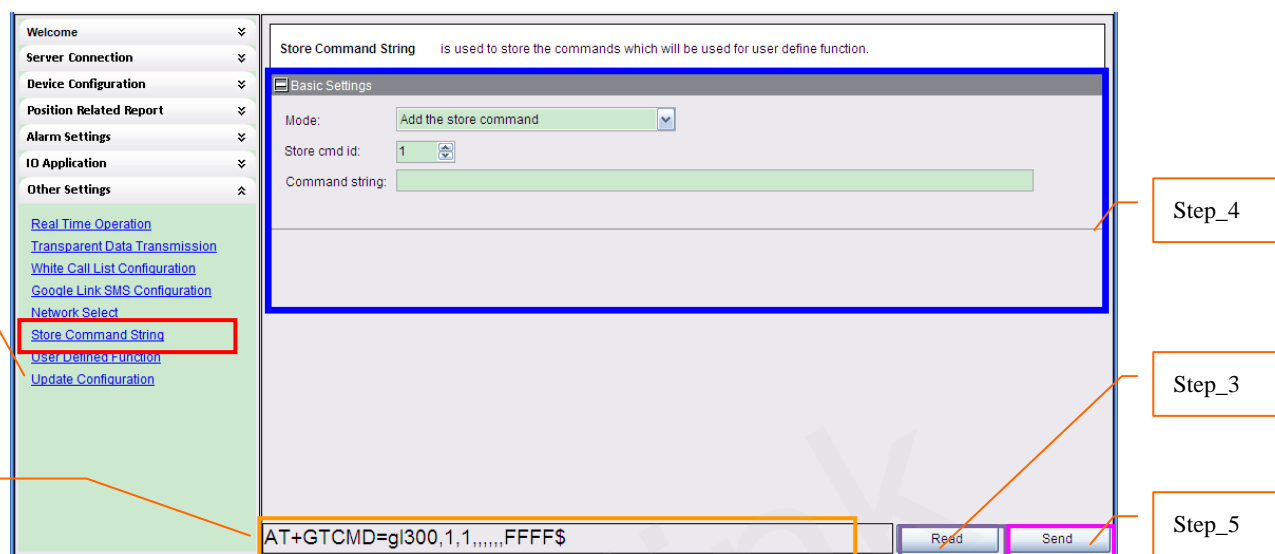 Welcome
Server Connection
Device Configuration
Position Related Report
Alarm Settings
IO Application
Other Settings
Real Time Operation
Transparent Data Transmission
White Call List Configuration
Google Link SMS Configuration
Network Select
Store Command String
User Defined Function
Update Configuration
Store Command String is used to store the commands which will be used for user define function.
Basic Settings
Mode: Add the store command
Store cmd id: 1
Command string:
AT+GTCMD=gl300,1,1,,,,,,FFFF$
Read
Send
Step_4
Step_3
Step_5